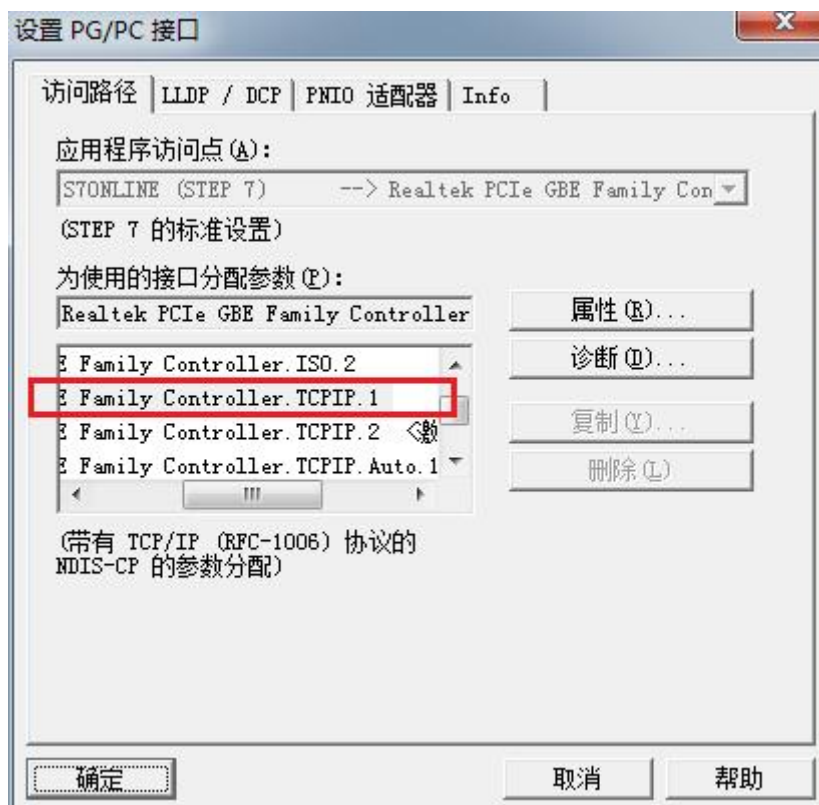 设置 PG/PC 接口
访问路径 LLDP / DCP PNIO 适配器 Info
应用程序访问点(A):
S7ONLINE (STEP 7) --> Realtek PCIe GBE Family Con
(STEP 7 的标准设置)
为使用的接口分配参数(P):
Realtek PCIe GBE Family Controller
属性(R)...
E Family Controller.ISO.2
诊断(D)...
E Family Controller.TCPIP.1
E Family Controller.TCPIP.2 <激
复制(Y)...
E Family Controller.TCPIP.Auto.1
删除(L)
(带有 TCP/IP (RFC-1006) 协议的
NDIS-CP 的参数分配)
确定 取消 帮助